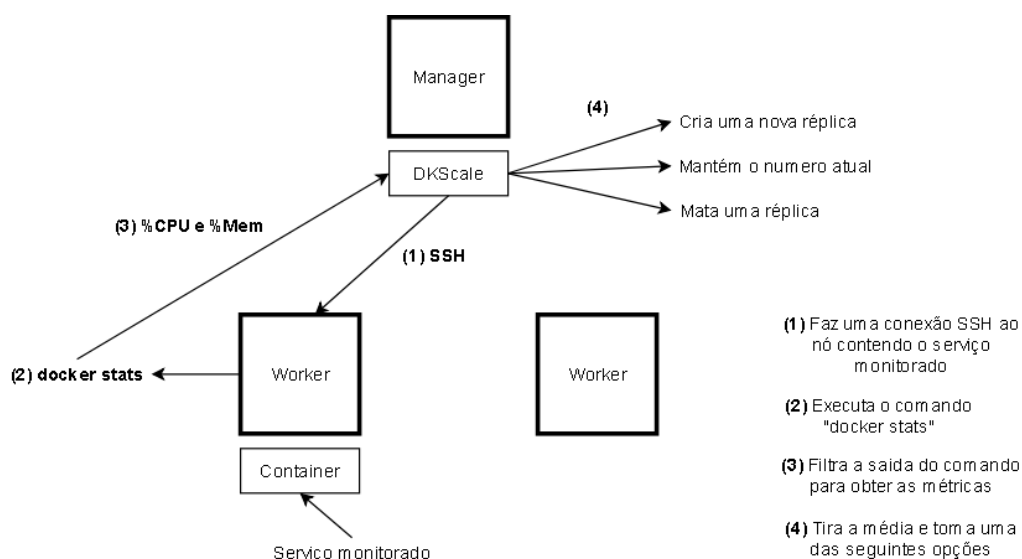 Manager
(4)
Cria uma nova réplica
DKScale
Mantém o numero atual
Mata uma réplica
(3) %CPU e %Mem
(1) SSH
(2) docker stats
Worker
Worker
Container
Serviço monitorado
(1) Faz uma conexão SSH ao
nó contendo o serviço
monitorado
(2) Executa o comando
"docker stats"
(3) Filtra a saida do comando
para obter as métricas
(4) Tira a média e toma uma
das seguintes opções